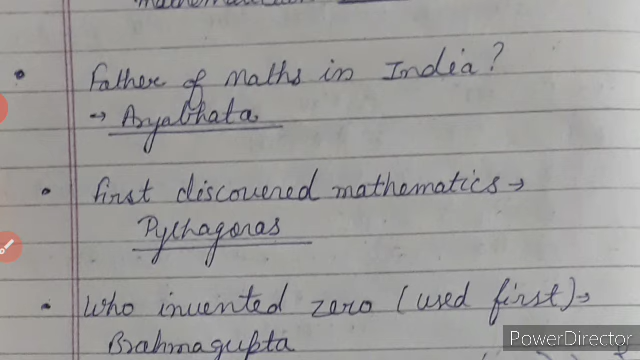 Father of maths in India?
→ Aryabhata
first discovered mathematics →
Pythagoras
Who invented zero (used first) →
Brahmagupta
PowerDirector